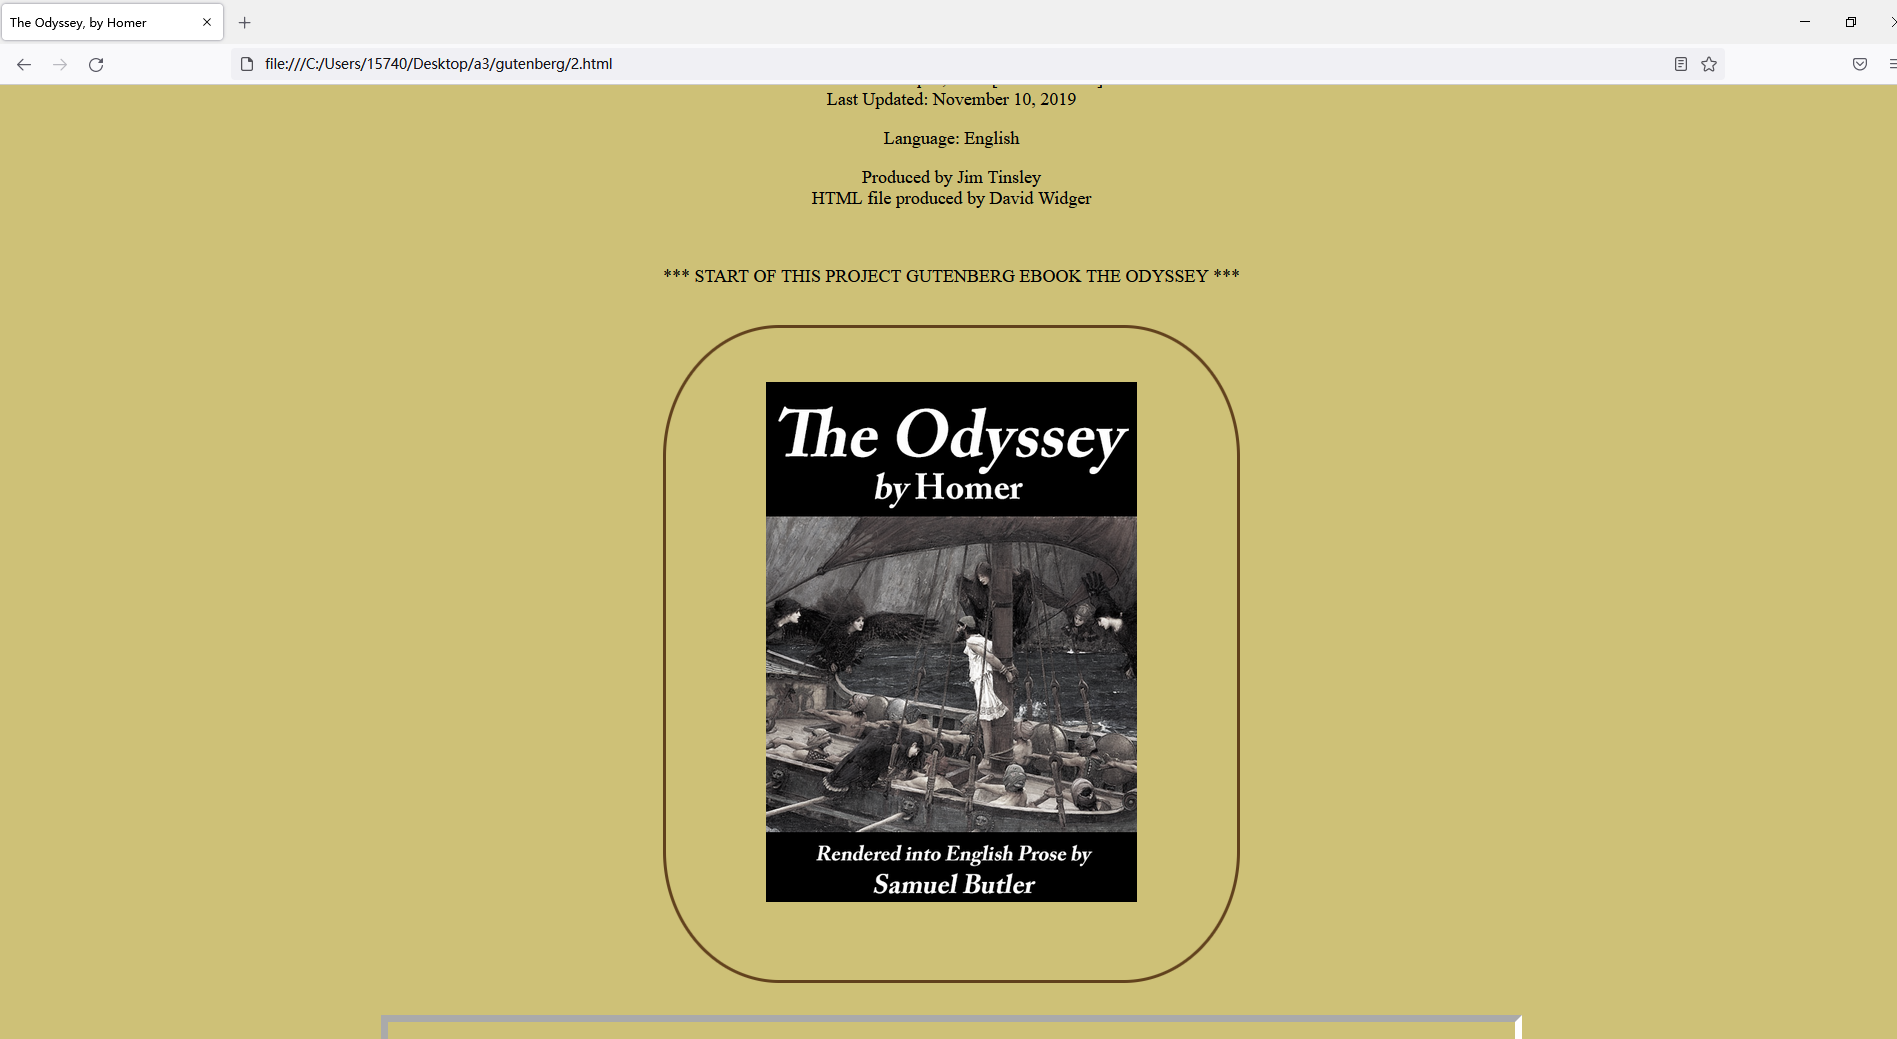 The Odyssey, by Homer
file:///C:/Users/15740/Desktop/a3/gutenberg/2.html
Last Updated: November 10, 2019
Language: English
Produced by Jim Tinsley
HTML file produced by David Widger
*** START OF THIS PROJECT GUTENBERG EBOOK THE ODYSSEY ***
The Odyssey
by Homer
Rendered into English Prose by
Samuel Butler